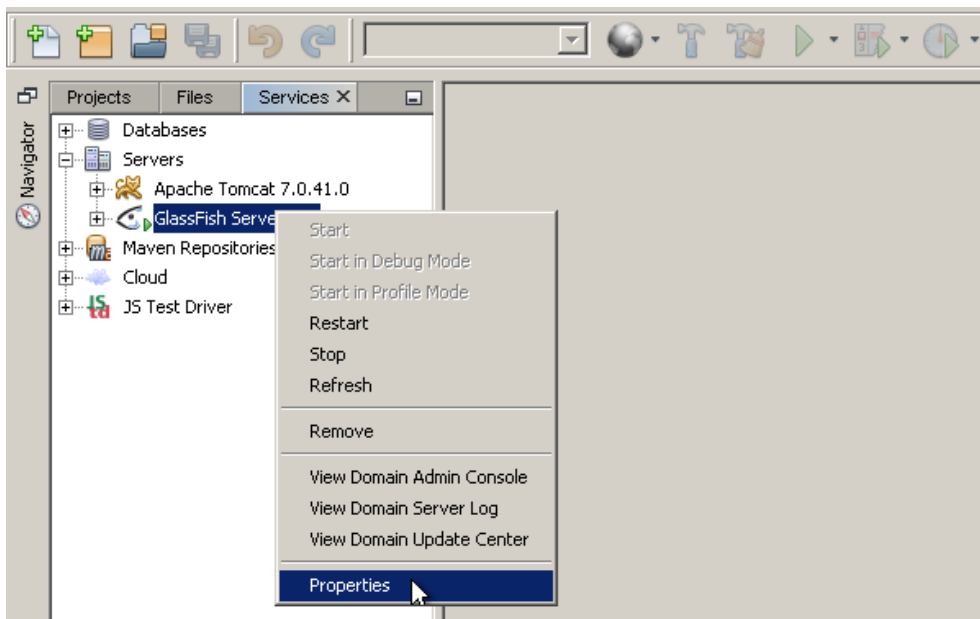 Projects
Files
Services
Navigator
Databases
Servers
Apache Tomcat 7.0.41.0
GlassFish Serve
Maven Repositories
Cloud
JS Test Driver
Start
Start in Debug Mode
Start in Profile Mode
Restart
Stop
Refresh
Remove
View Domain Admin Console
View Domain Server Log
View Domain Update Center
Properties